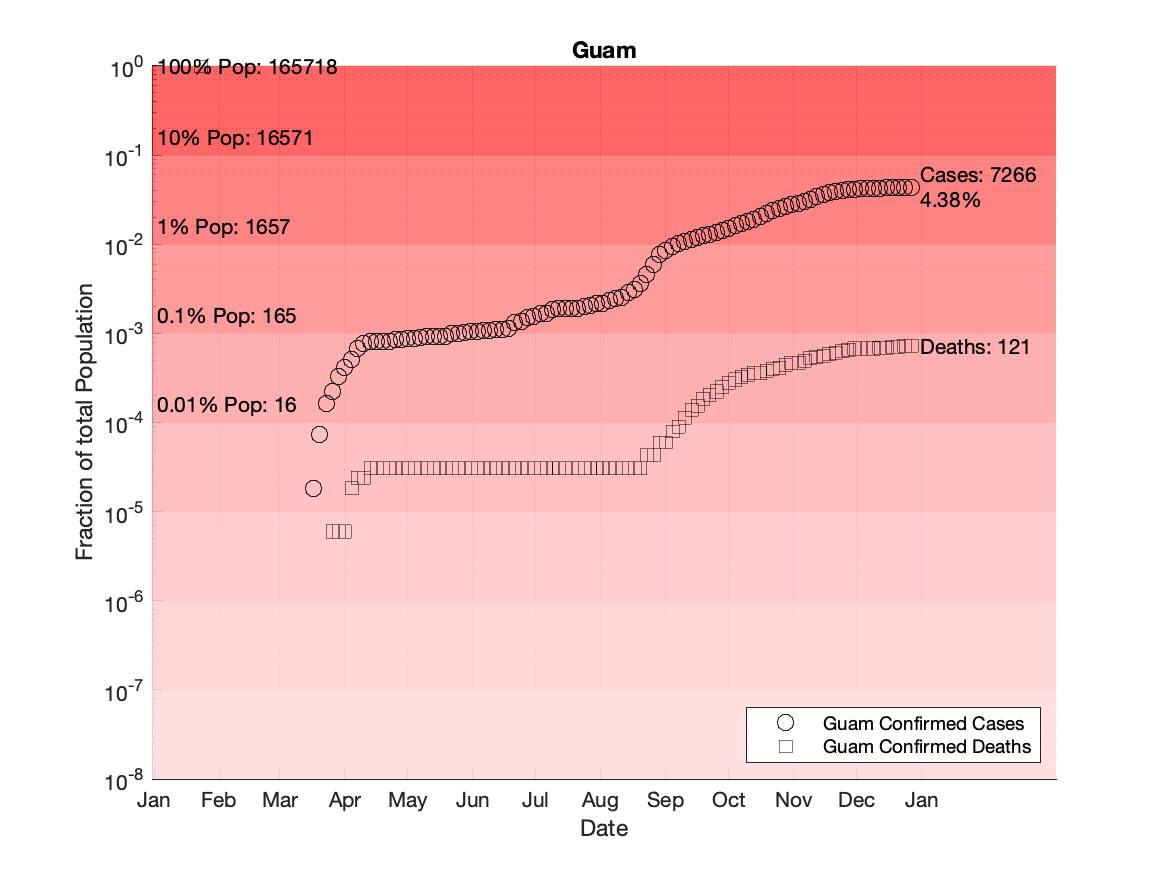 Guam
10^0
100% Pop: 165718
10% Pop: 16571
10^-1
Cases: 7266
4.38%
1% Pop: 1657
10^-2
0.1% Pop: 165
10^-3
Deaths: 121
0.01% Pop: 16
10^-4
10^-5
10^-6
10^-7
10^-8
Fraction of total Population
Guam Confirmed Cases
Guam Confirmed Deaths
Jan Feb Mar Apr May Jun Jul Aug Sep Oct Nov Dec Jan
Date